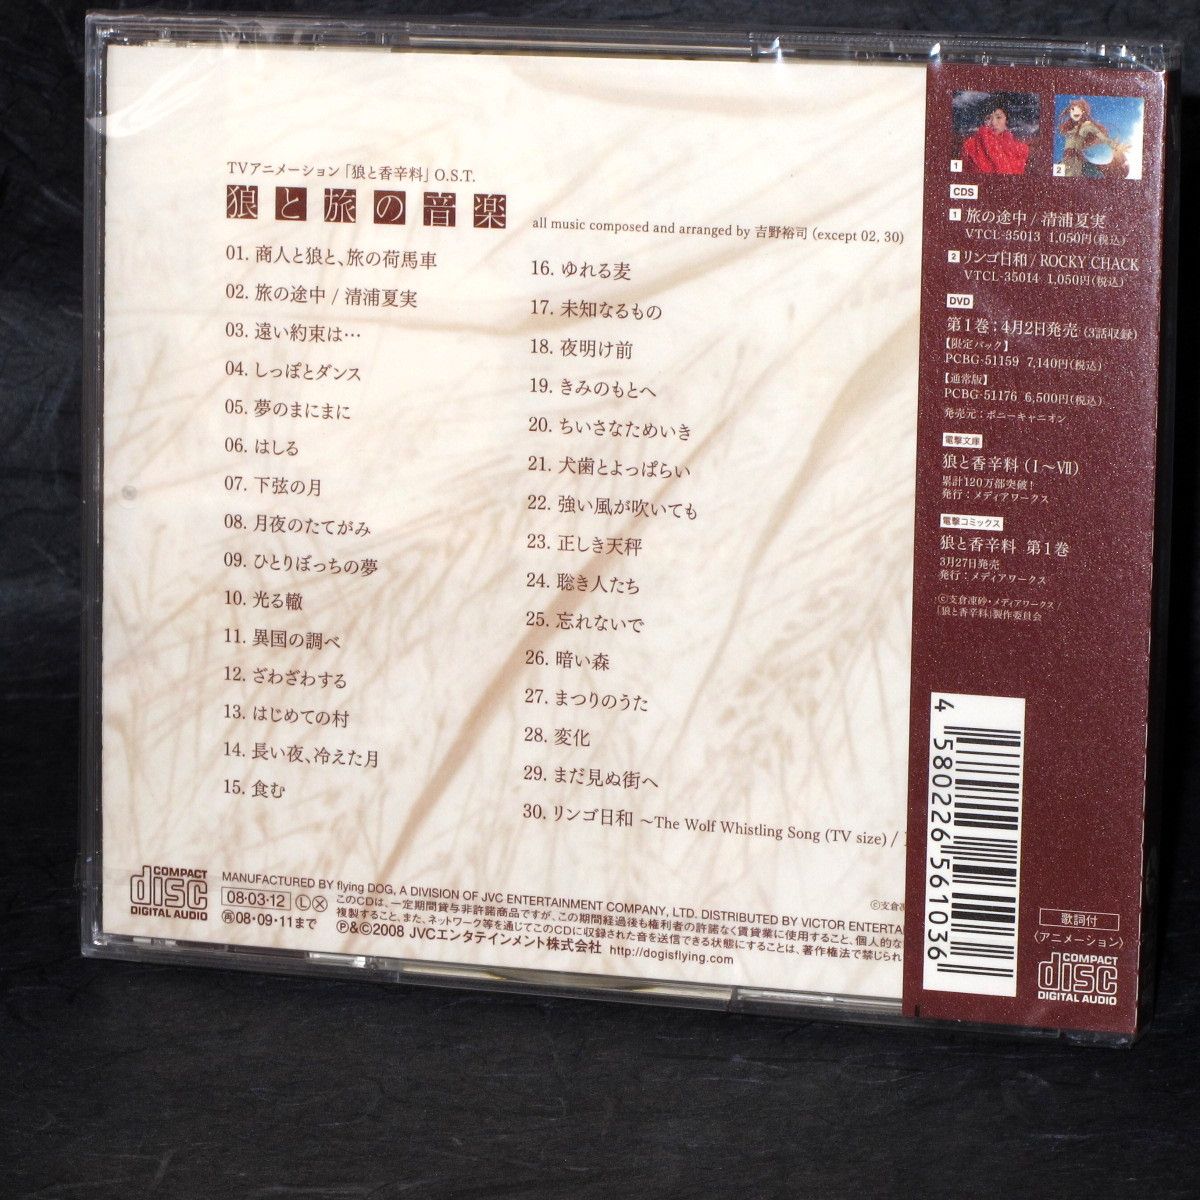 TVアニメーション「狼と香辛料」O.S.T.
狼と旅の音楽
all music composed and arranged by 吉野裕司 (except 02, 30)
01. 商人と狼と、旅の荷馬車
02. 旅の途中 / 清浦夏実
03. 遠い約束は…
04. しっぽとダンス
05. 夢のまにまに
06. はしる
07. 下弦の月
08. 月夜のたてがみ
09. ひとりぼっちの夢
10. 光る轍
11. 異国の調べ
12. ざわざわする
13. はじめての村
14. 長い夜、冷えた月
15. 食む
16. ゆれる麦
17. 未知なるもの
18. 夜明け前
19. きみのもとへ
20. ちいさなためいき
21. 犬歯とよっぱらい
22. 強い風が吹いても
23. 正しき天秤
24. 聡き人たち
25. 忘れないで
26. 暗い森
27. まつりのうた
28. 変化
29. まだ見ぬ街へ
30. リンゴ日和 ～The Wolf Whistling Song (TV size) /
COMPACT
disc
DIGITAL AUDIO
MANUFACTURED BY flying DOG, A DIVISION OF JVC ENTERTAINMENT COMPANY, LTD. DISTRIBUTED BY VICTOR ENTERTA
08·03·12 Ⓛ Ⓧ
再08·09·11まで
このCDは、一定期間貸与非許諾商品ですが、この期間経過後も権利者の許諾なく賃貸業に使用すること、個人的な
複製すること、また、ネットワーク等を通じてこのCDに収録された音を送信できる状態にすることは、著作権法で禁じられ
Ⓟ&©2008 JVCエンタテインメント株式会社 http://dogisflying.com
©支倉凍
1
2
CDS
1 旅の途中 / 清浦夏実
VTCL-35013 1,050円(税込)
2 リンゴ日和 / ROCKY CHACK
VTCL-35014 1,050円(税込)
DVD
第1巻：4月2日発売 (3話収録)
【限定パック】
PCBG-51159 7,140円(税込)
【通常版】
PCBG-51176 6,500円(税込)
発売元：ポニーキャニオン
電撃文庫
狼と香辛料 (I～VII)
累計120万部突破！
発行：メディアワークス
電撃コミックス
狼と香辛料 第1巻
3月27日発売
発行：メディアワークス
©支倉凍砂・メディアワークス/
「狼と香辛料」製作委員会
4 580226 561036
歌詞付
〈アニメーション〉
COMPACT
disc
DIGITAL AUDIO